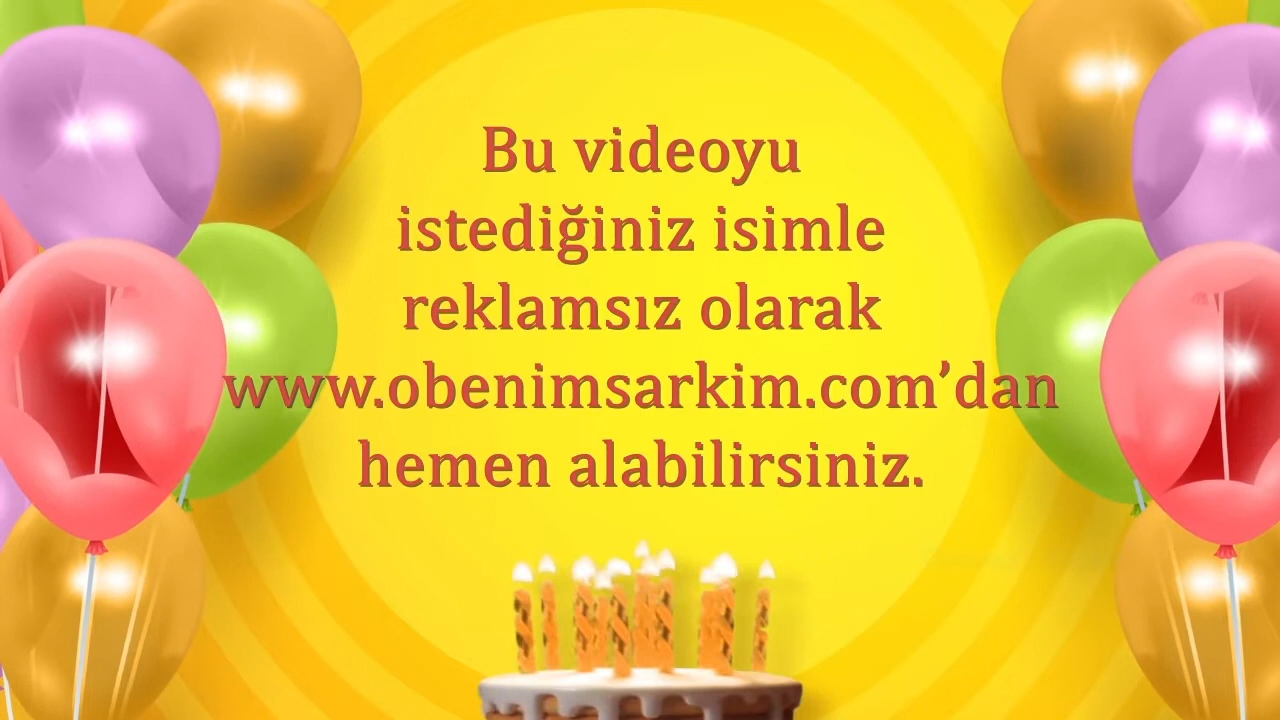 Bu videoyu
istediğiniz isimle
reklamsız olarak
www.obenimsarkim.com’dan
hemen alabilirsiniz.